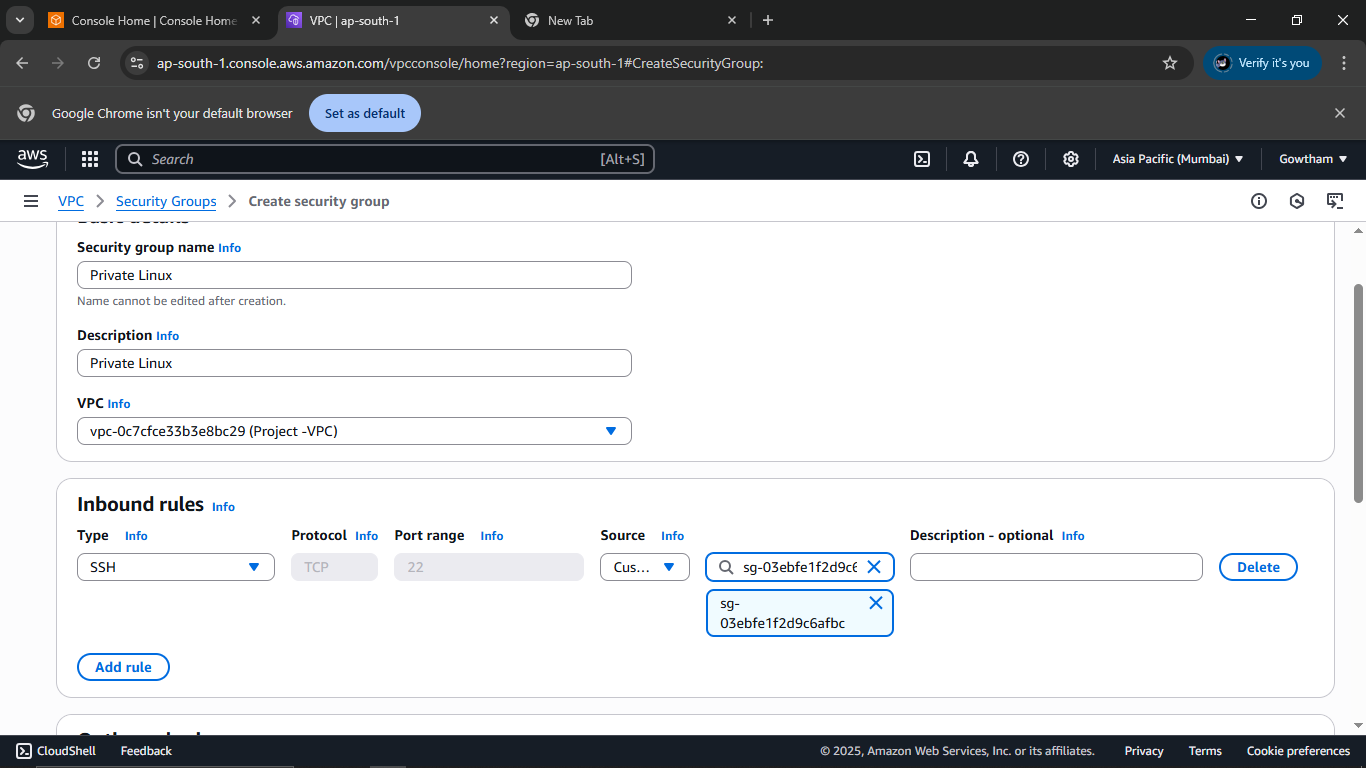 Console Home | Console Home
VPC | ap-south-1
New Tab
ap-south-1.console.aws.amazon.com/vpcconsole/home?region=ap-south-1#CreateSecurityGroup:
Verify it's you
Google Chrome isn't your default browser
Set as default
aws
Search
[Alt+S]
Asia Pacific (Mumbai)
Gowtham
VPC
Security Groups
Create security group
Basic details
Security group name Info
Private Linux
Name cannot be edited after creation.
Description Info
Private Linux
VPC Info
vpc-0c7cfce33b3e8bc29 (Project -VPC)
Inbound rules Info
Type Info Protocol Info Port range Info Source Info Description - optional Info
SSH TCP 22 Cus... sg-03ebfe1f2d9c6 Delete
sg-
03ebfe1f2d9c6afbc
Add rule
CloudShell Feedback © 2025, Amazon Web Services, Inc. or its affiliates. Privacy Terms Cookie preferences